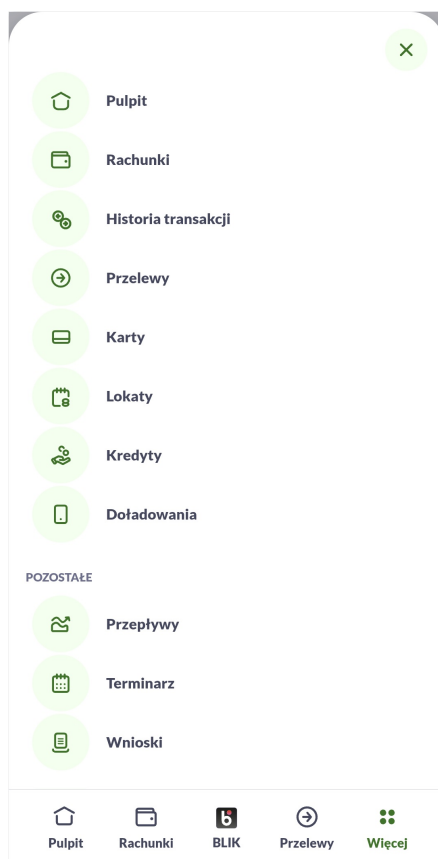 Pulpit
Rachunki
Historia transakcji
Przelewy
Karty
Lokaty
Kredyty
Doładowania
POZOSTAŁE
Przepływy
Terminarz
Wnioski
Pulpit Rachunki BLIK Przelewy Więcej